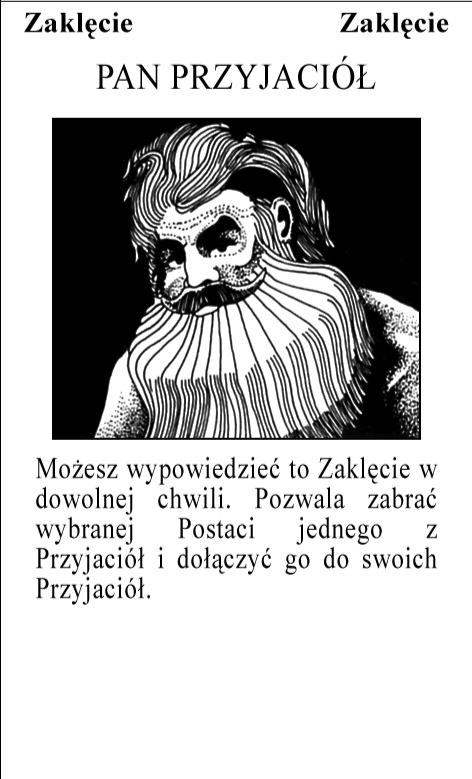 Zaklęcie Zaklęcie
PAN PRZYJACIÓŁ
Możesz wypowiedzieć to Zaklęcie w
dowolnej chwili. Pozwala zabrać
wybranej Postaci jednego z
Przyjaciół i dołączyć go do swoich
Przyjaciół.